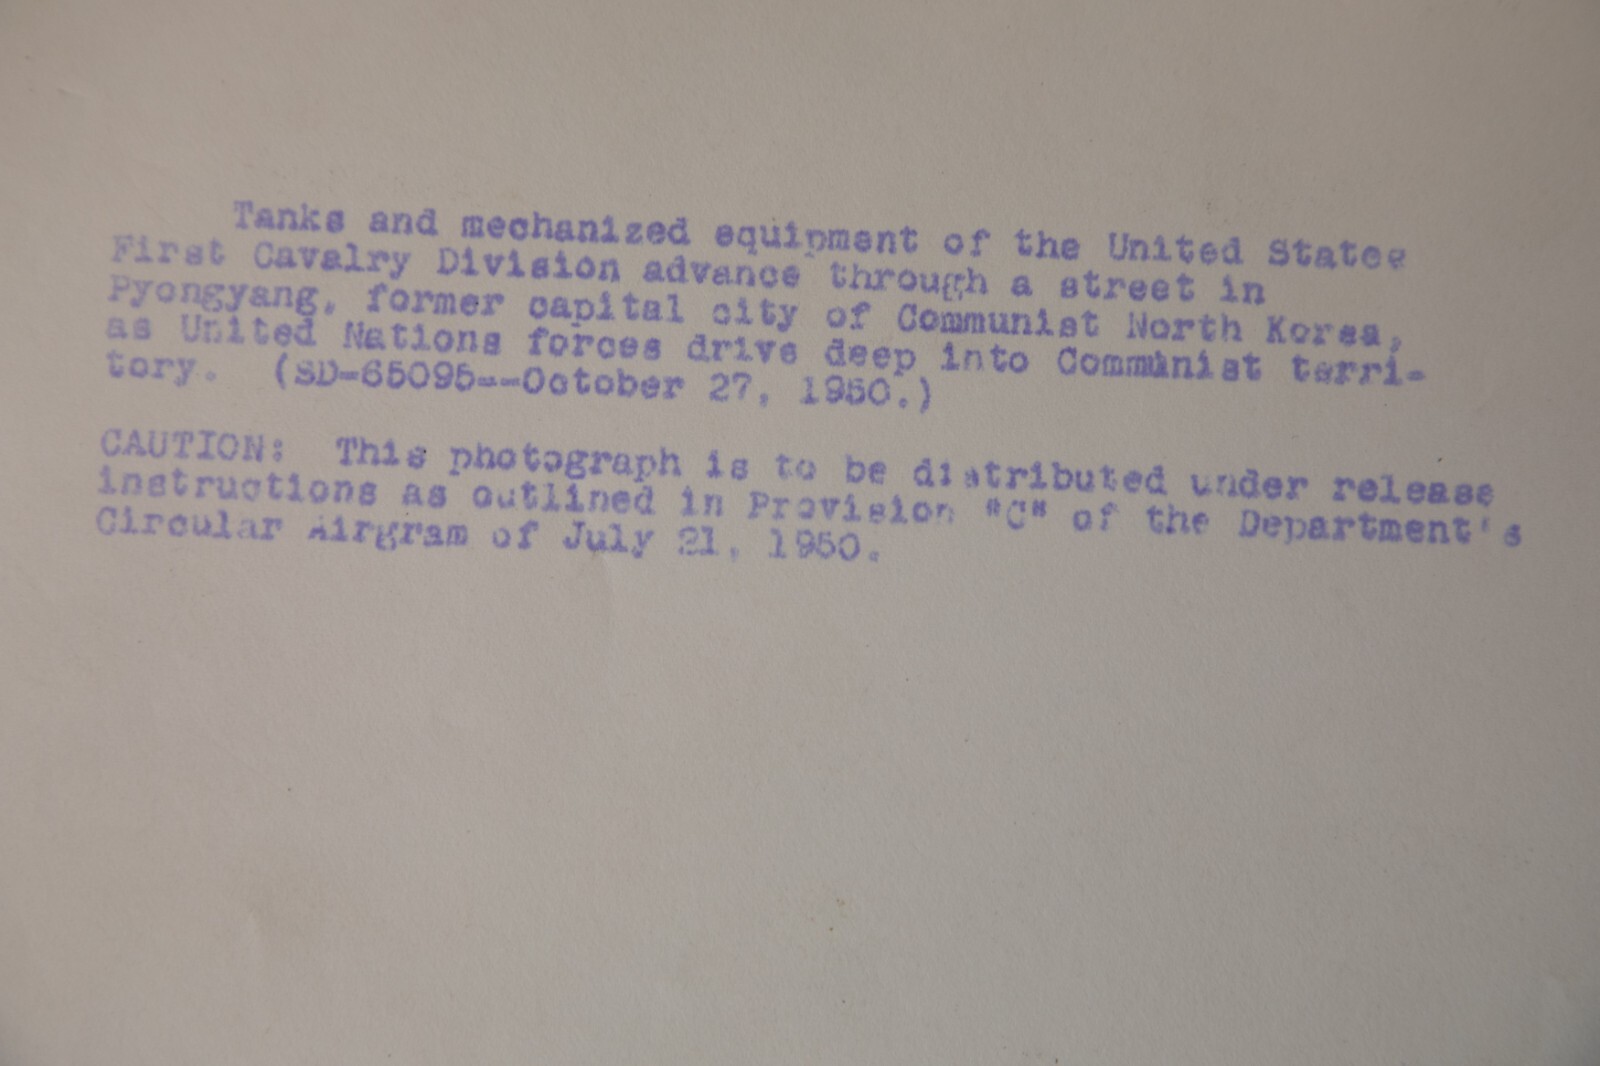 Tanks and mechanized equipment of the United States
First Cavalry Division advance through a street in
Pyongyang, former capital city of Communist North Korea,
as United Nations forces drive deep into Communist terri-
tory. (SD-65095--October 27, 1950.)
CAUTION: This photograph is to be distributed under release
instructions as outlined in Provision "C" of the Department's
Circular Airgram of July 21, 1950.